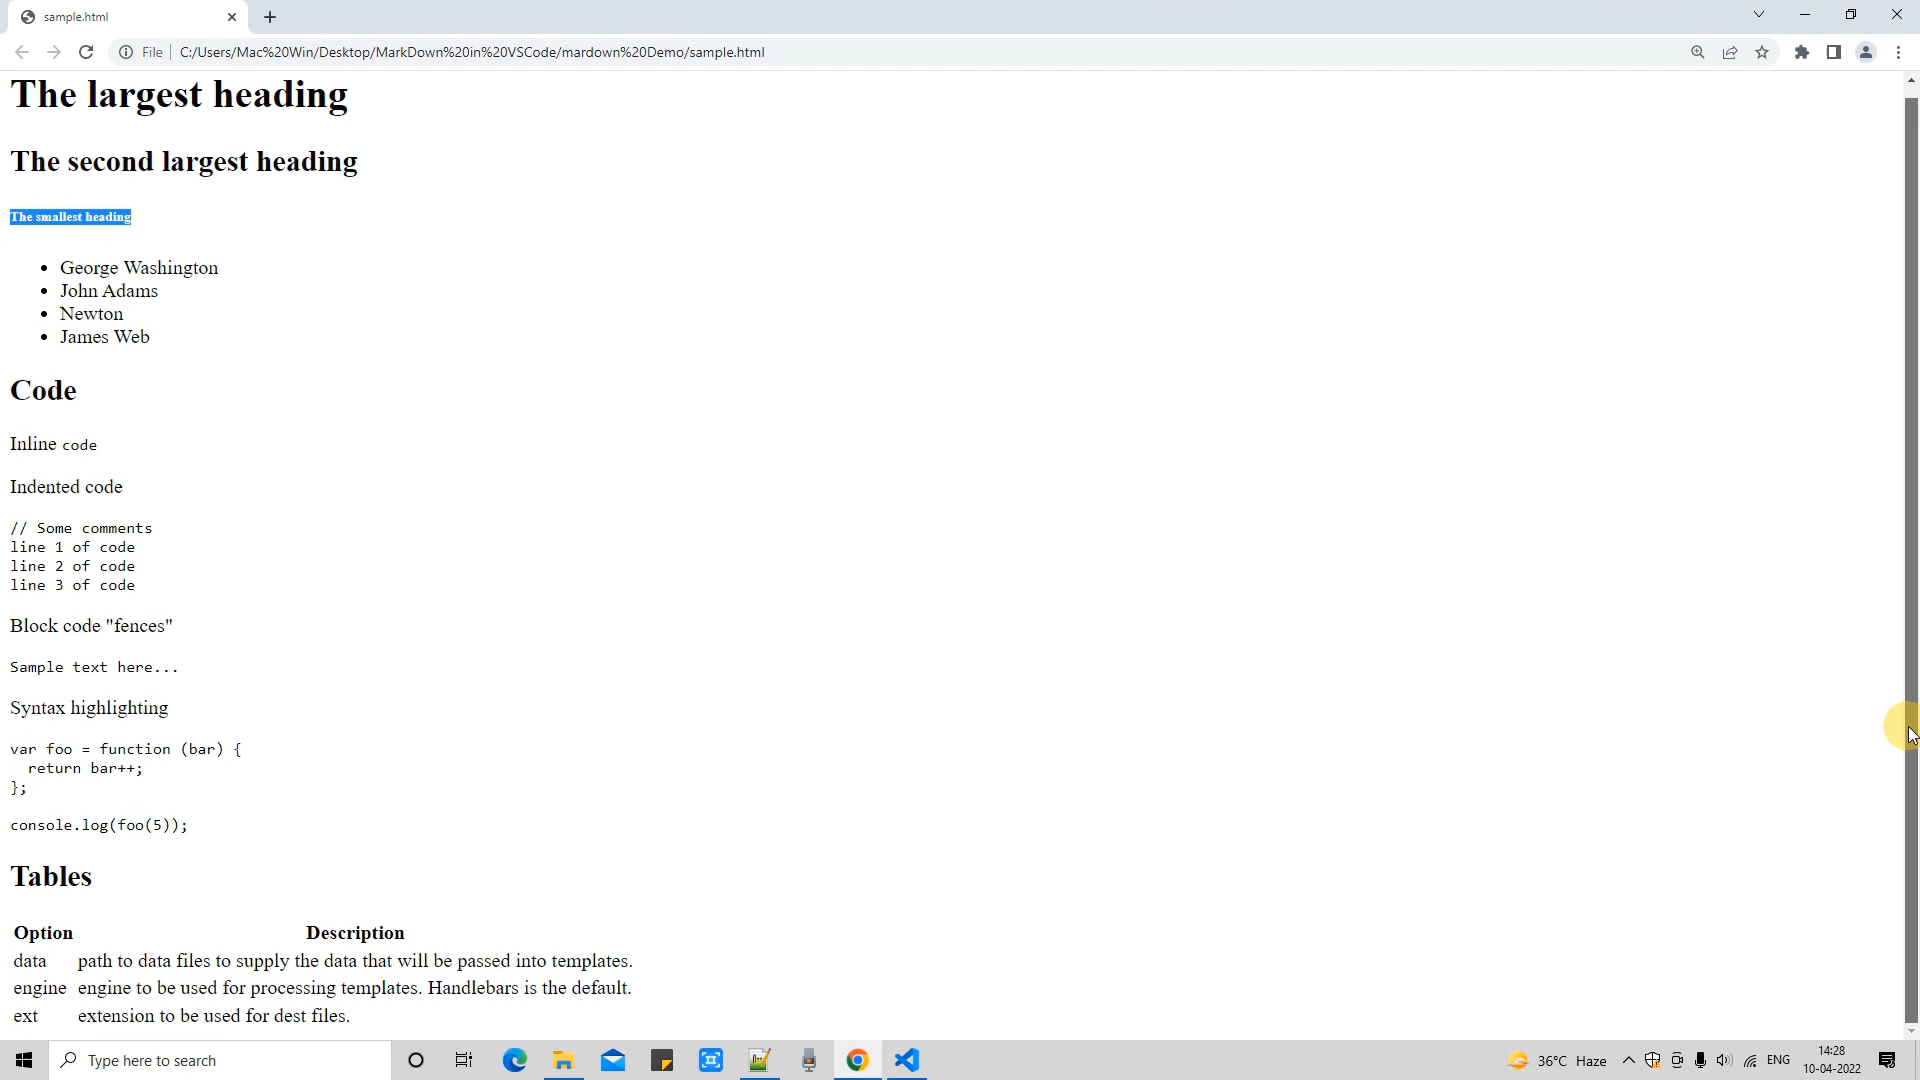 sample.html
File
C:/Users/Mac%20Win/Desktop/MarkDown%20in%20VSCode/mardown%20Demo/sample.html
The largest heading
The second largest heading
The smallest heading
George Washington
John Adams
Newton
James Web
Code
Inline code
Indented code
// Some comments
line 1 of code
line 2 of code
line 3 of code
Block code "fences"
Sample text here...
Syntax highlighting
var foo = function (bar) {
  return bar++;
};
console.log(foo(5));
Tables
Option Description
data path to data files to supply the data that will be passed into templates.
engine engine to be used for processing templates. Handlebars is the default.
ext extension to be used for dest files.
Type here to search
36°C Haze
ENG
14:28
10-04-2022